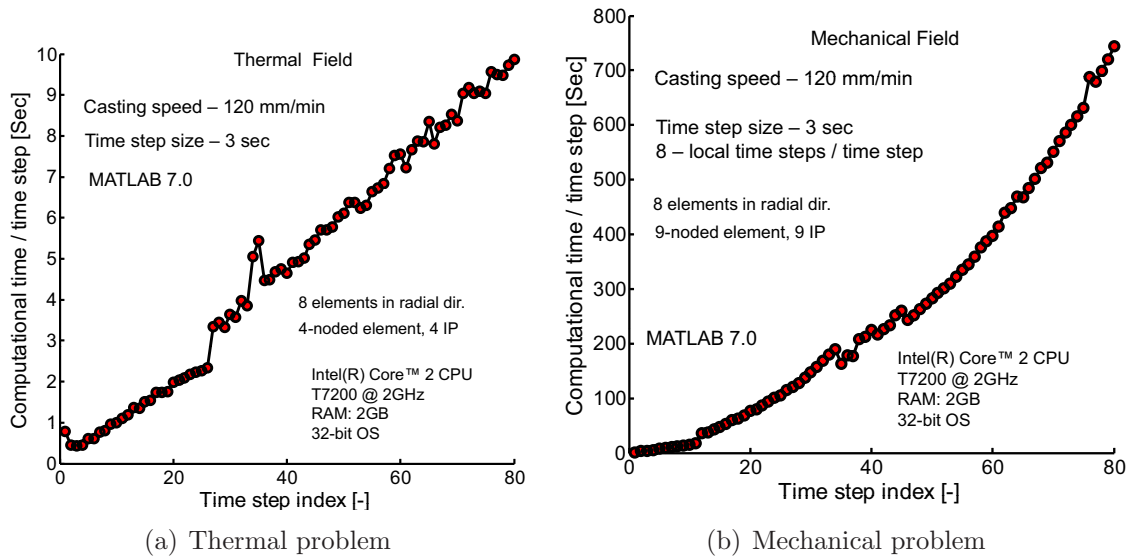 Thermal Field
Casting speed – 120 mm/min
Time step size – 3 sec
MATLAB 7.0
8 elements in radial dir.
4-noded element, 4 IP
Intel(R) Core™ 2 CPU
T7200 @ 2GHz
RAM: 2GB
32-bit OS
Computational time / time step [Sec]
10
9
8
7
6
5
4
3
2
1
0
0
20
40
60
80
Time step index [-]
(a) Thermal problem
Mechanical Field
Casting speed – 120 mm/min
Time step size – 3 sec
8 – local time steps / time step
8 elements in radial dir.
9-noded element, 9 IP
MATLAB 7.0
Intel(R) Core™ 2 CPU
T7200 @ 2GHz
RAM: 2GB
32-bit OS
Computational time / time step [Sec]
800
700
600
500
400
300
200
100
0
0
20
40
60
80
Time step index [-]
(b) Mechanical problem